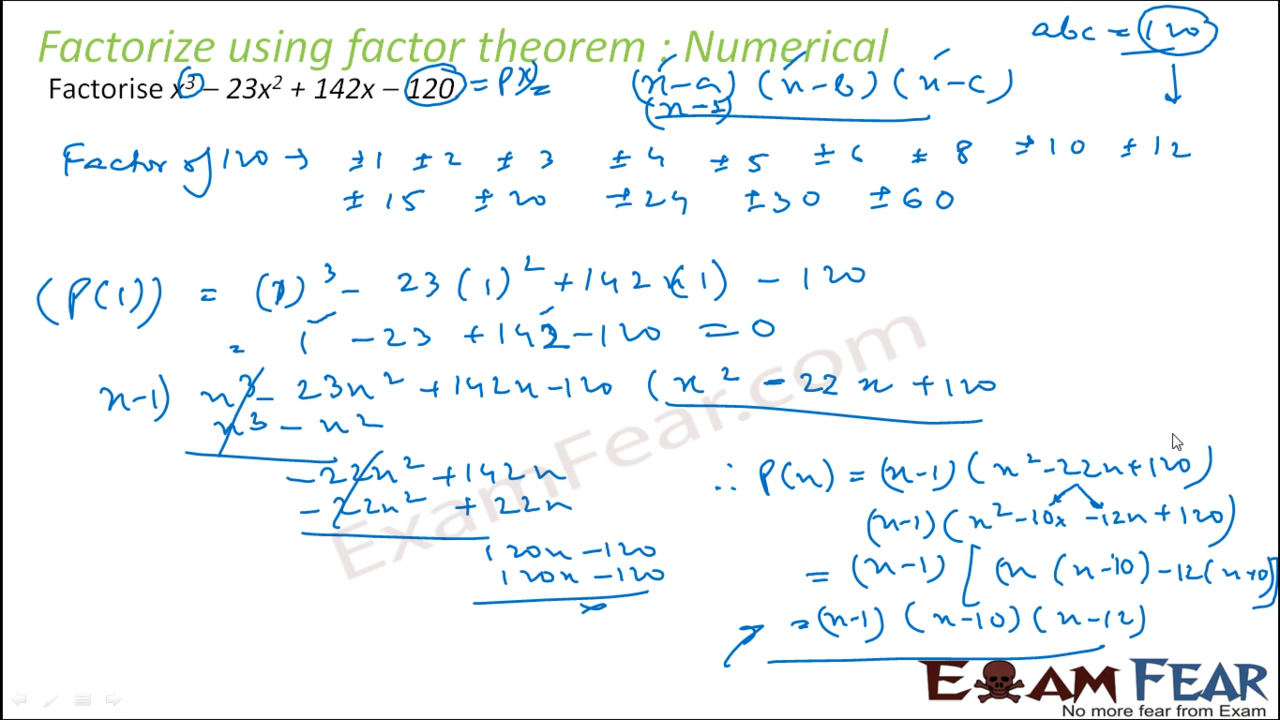 Factorize using factor theorem : Numerical
abc = 120
Factorise x³ – 23x² + 142x – 120 = P(x) =
(x-a) (x-b) (x-c)
(x-5)
Factor of 120 → ±1 ±2 ±3 ±4 ±5 ±6 ±8 ±10 ±12
±15 ±20 ±24 ±30 ±60
(P(1)) = (1)³ - 23(1)² + 142×(1) - 120
= 1 - 23 + 142 - 120 = 0
x-1) x³ - 23x² + 142x - 120 (x² - 22x + 120
x³ - x²
-22x² + 142x
-22x² + 22x
120x - 120
120x - 120
×
∴ P(x) = (x-1)(x²-22x+120)
(x-1)(x²-10x-12x+120)
= (x-1) [(x(x-10)-12(x-10)]
= (x-1)(x-10)(x-12)
ExamFear.com
EXAM FEAR
No more fear from Exam